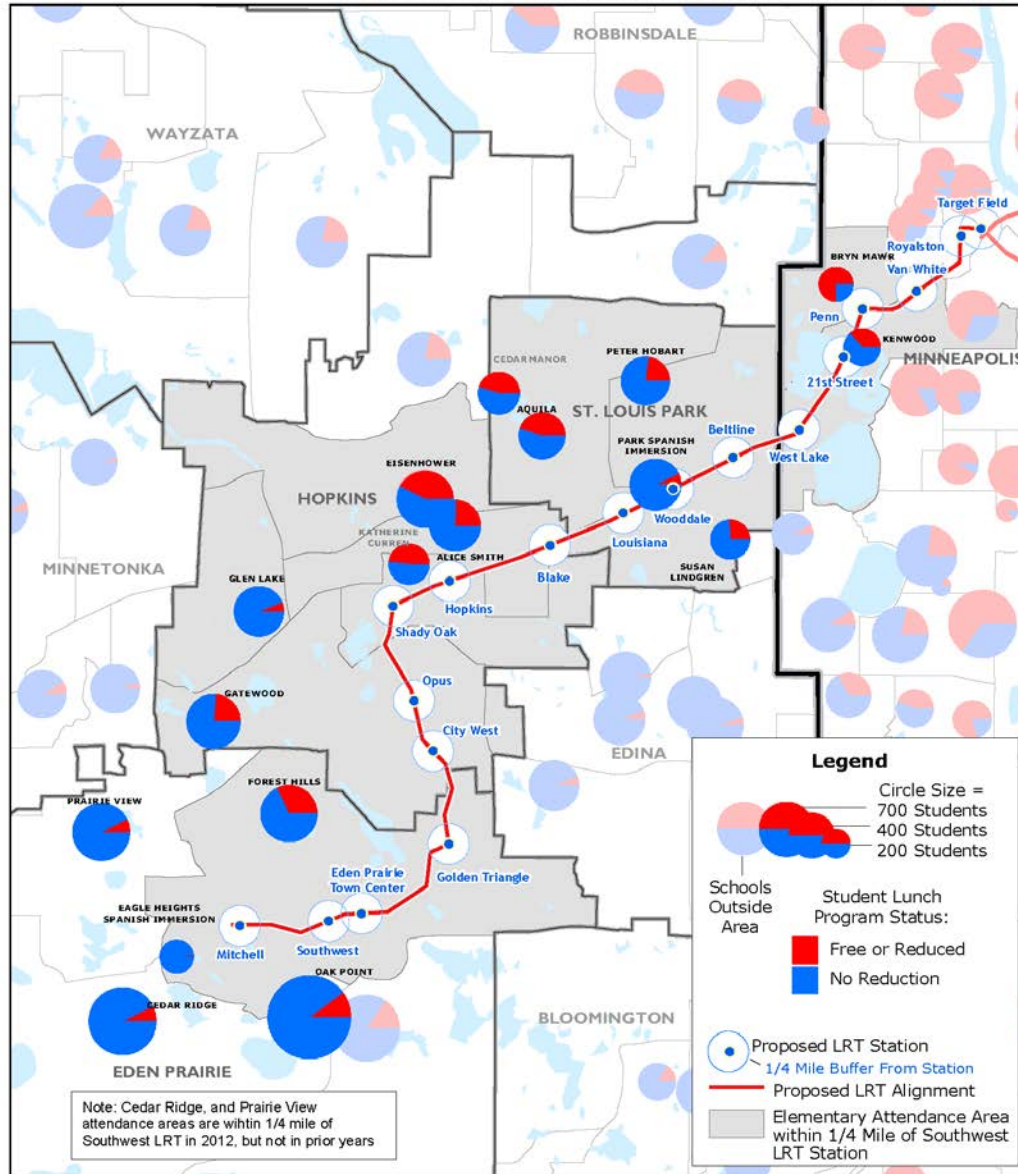 ROBBINSDALE
WAYZATA
Target Field
Royalston
BRYN MAWR
Van White
Penn
KENWOOD
MINNEAPOLIS
21st Street
PETER HOBART
CEDAR MANOR
ST. LOUIS PARK
AQUILA
Beltline
PARK SPANISH
IMMERSION
West Lake
EISENHOWER
HOPKINS
Wooddale
Louisiana
KATHERINE
CURREN
ALICE SMITH
Blake
SUSAN
LINDGREN
MINNETONKA
GLEN LAKE
Hopkins
Shady Oak
Opus
GATEWOOD
City West
EDINA
FOREST HILLS
PRAIRIE VIEW
Golden Triangle
Eden Prairie
Town Center
EAGLE HEIGHTS
SPANISH IMMERSION
Mitchell
Southwest
OAK POINT
CEDAR RIDGE
BLOOMINGTON
EDEN PRAIRIE
Note: Cedar Ridge, and Prairie View
attendance areas are wihtin 1/4 mile of
Southwest LRT in 2012, but not in prior years
Legend
Circle Size =
700 Students
400 Students
200 Students
Schools
Outside
Area
Student Lunch
Program Status:
Free or Reduced
No Reduction
Proposed LRT Station
1/4 Mile Buffer From Station
Proposed LRT Alignment
Elementary Attendance Area
within 1/4 Mile of Southwest
LRT Station